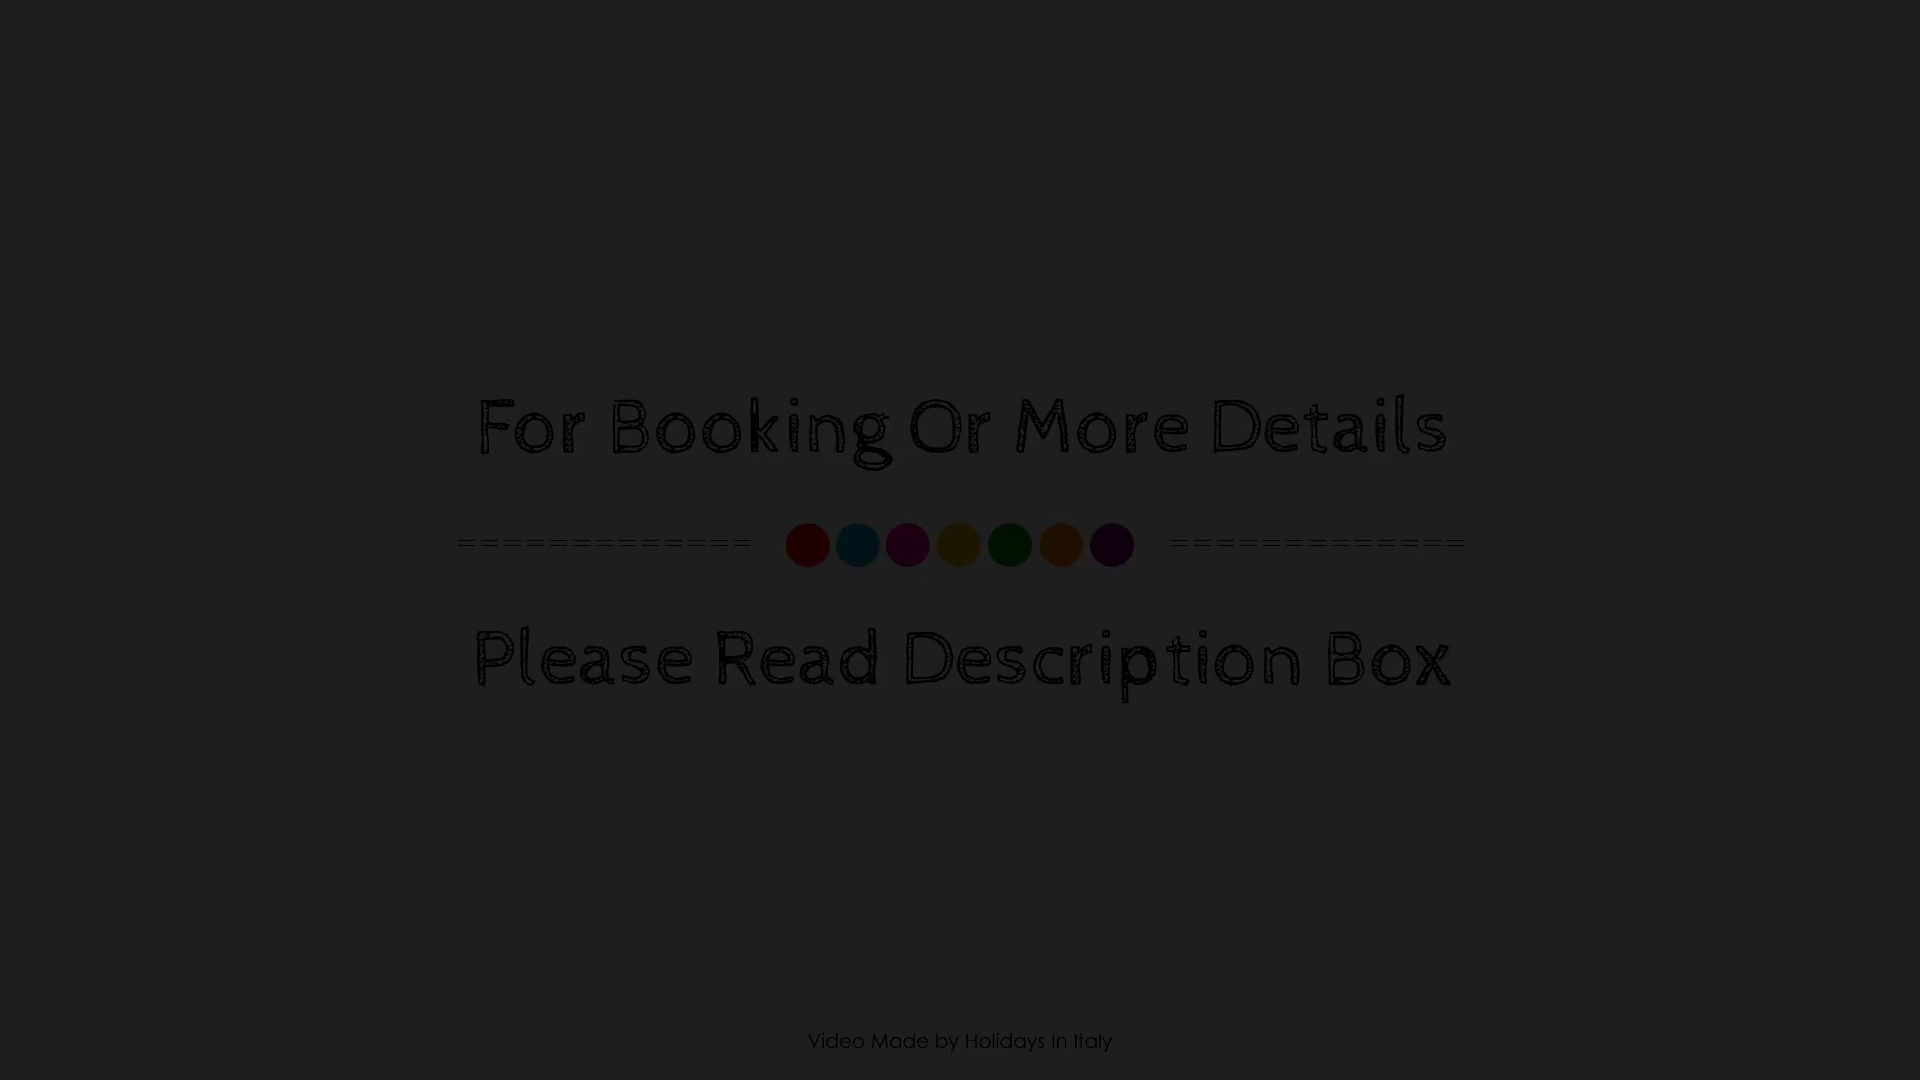 For Booking Or More Details
============= =============
Please Read Description Box
Video Made by Holidays In Italy